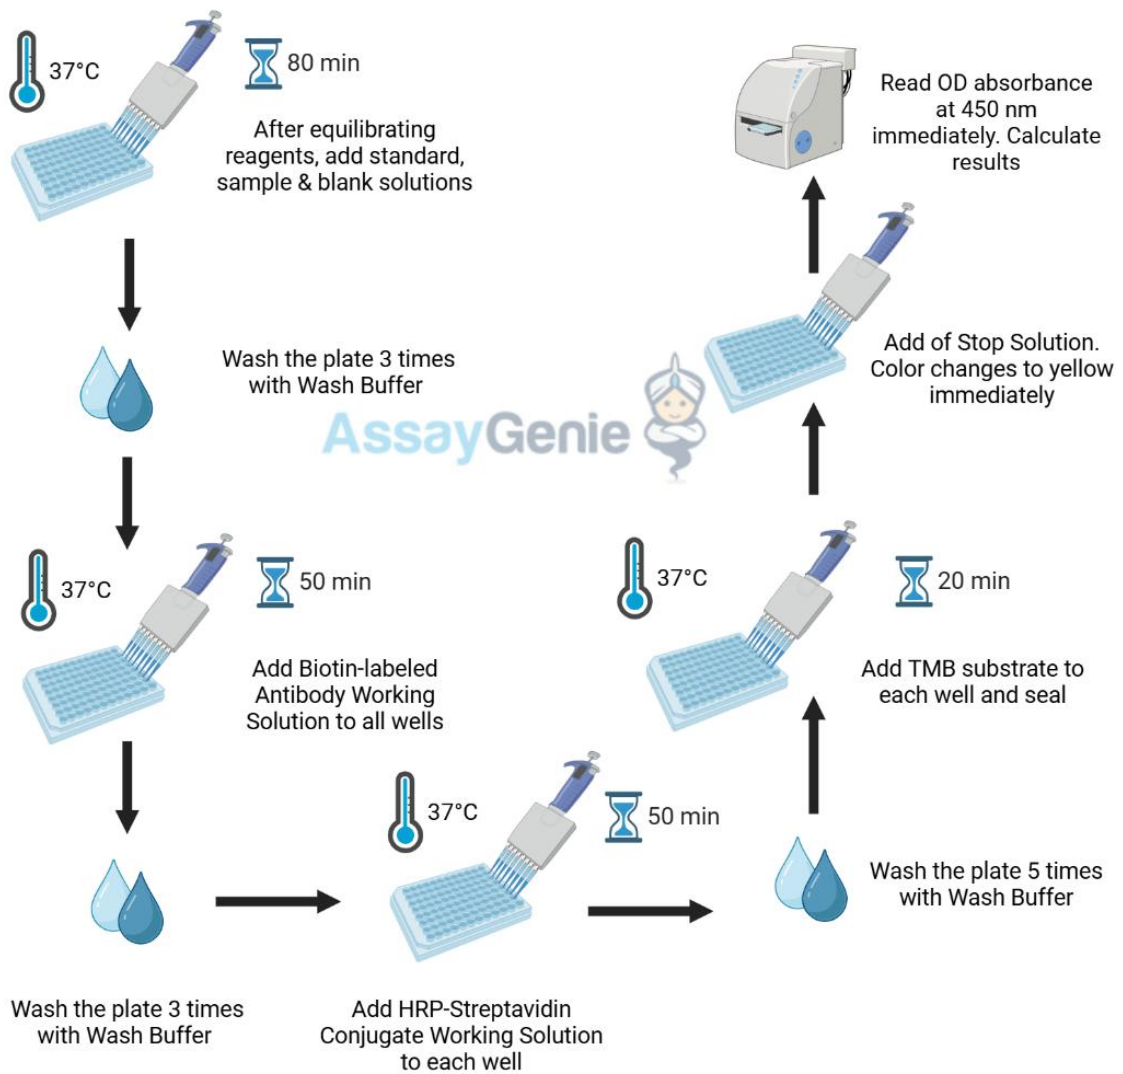 37°C
80 min
After equilibrating
reagents, add standard,
sample & blank solutions
Wash the plate 3 times
with Wash Buffer
37°C
50 min
Add Biotin-labeled
Antibody Working
Solution to all wells
Wash the plate 3 times
with Wash Buffer
37°C
50 min
Add HRP-Streptavidin
Conjugate Working Solution
to each well
Wash the plate 5 times
with Wash Buffer
37°C
20 min
Add TMB substrate to
each well and seal
Add of Stop Solution.
Color changes to yellow
immediately
Read OD absorbance
at 450 nm
immediately. Calculate
results
AssayGenie